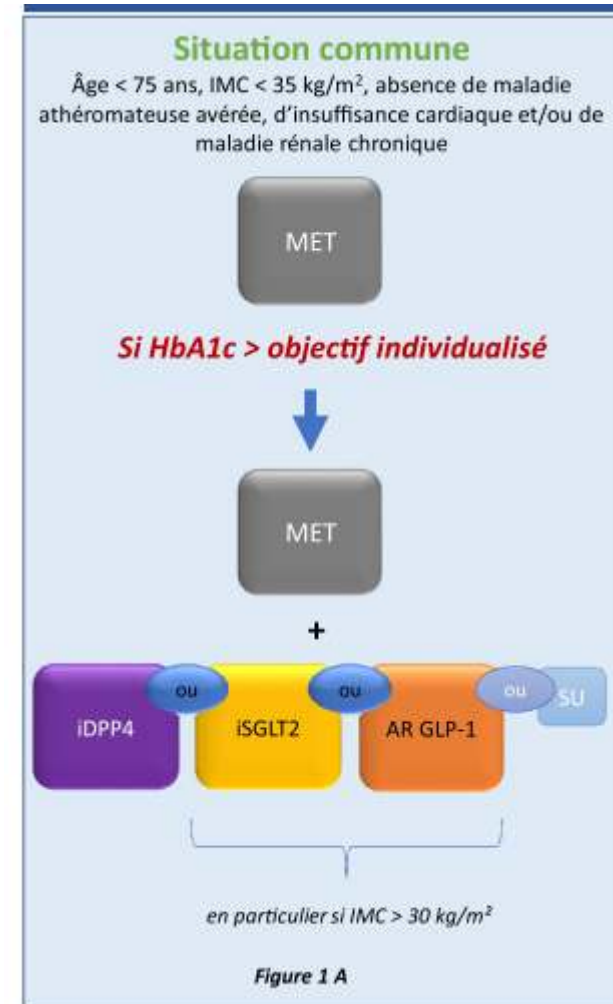 Situation commune
Âge < 75 ans, IMC < 35 kg/m², absence de maladie
athéromateuse avérée, d'insuffisance cardiaque et/ou de
maladie rénale chronique
MET
Si HbA1c > objectif individualisé
MET
+
iDPP4 ou iSGLT2 ou AR GLP-1 ou SU
en particulier si IMC > 30 kg/m²
Figure 1 A